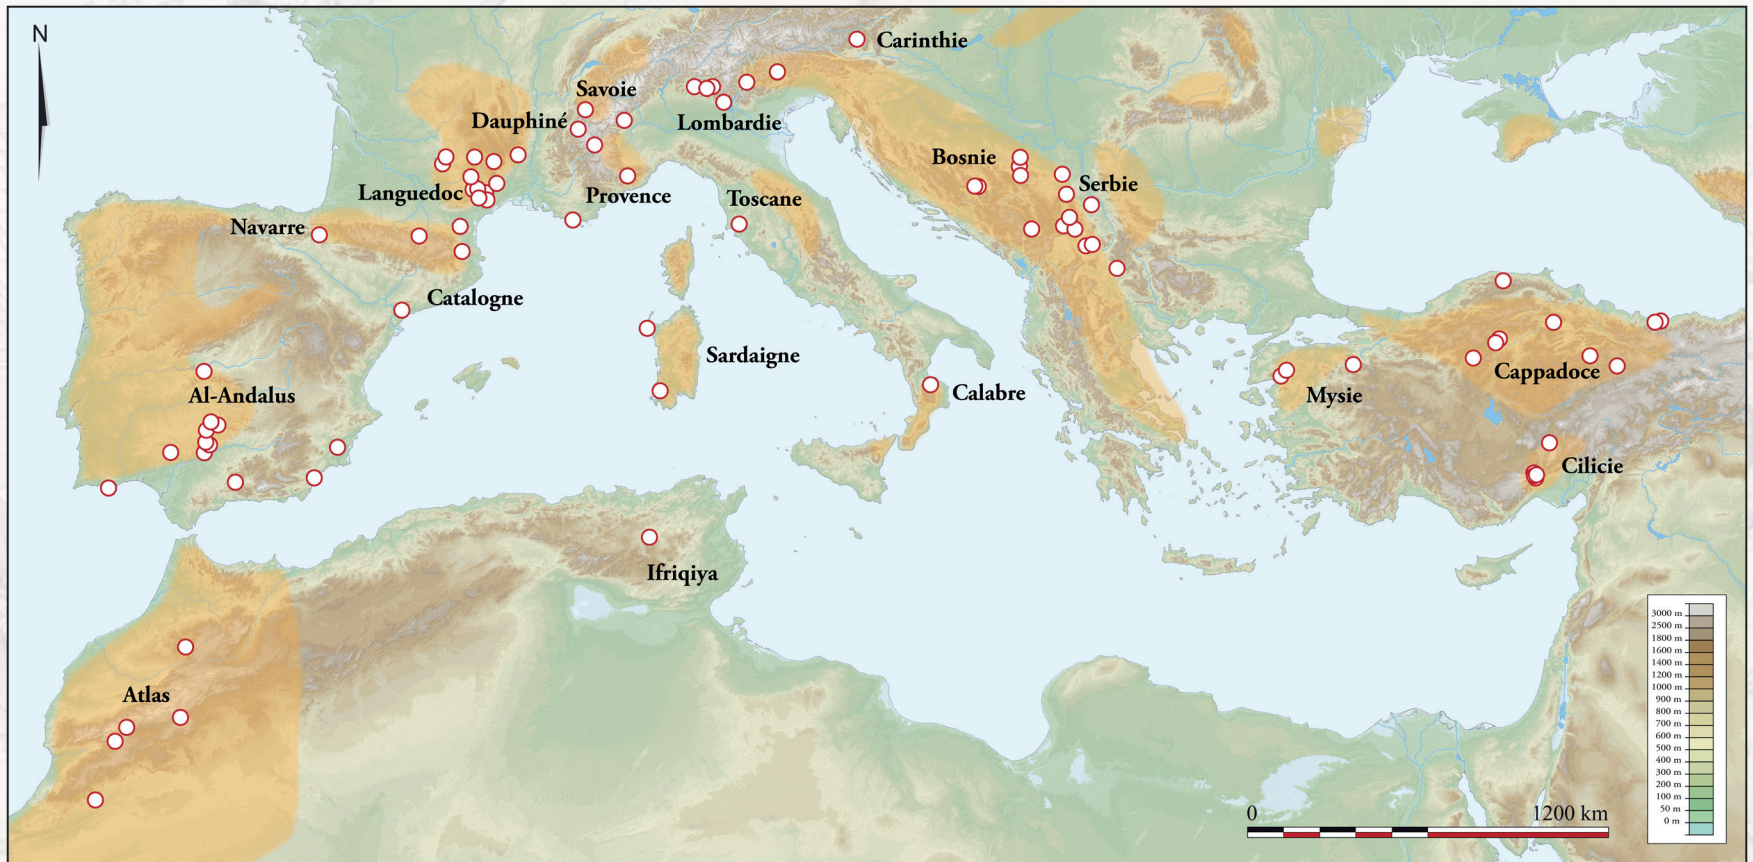 N
Carinthie
Savoie
Dauphiné
Lombardie
Bosnie
Serbie
Languedoc
Provence
Toscane
Navarre
Catalogne
Sardaigne
Al-Andalus
Calabre
Mysie
Cappadoce
Cilicie
Ifriqiya
Atlas
3000 m
2500 m
1800 m
1600 m
1400 m
1200 m
1000 m
900 m
800 m
700 m
600 m
500 m
400 m
300 m
200 m
100 m
50 m
0 m
0 1200 km